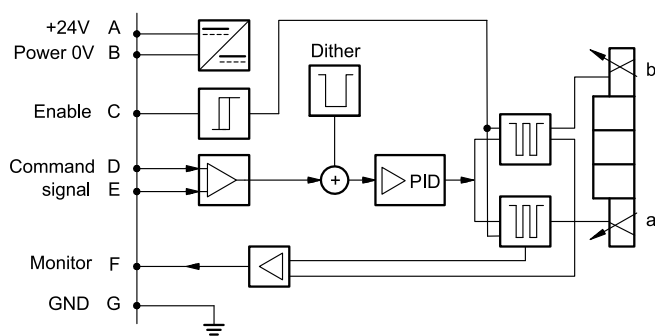 +24V A
Power 0V B
Dither
Enable C
b
Command D
signal E
PID
a
Monitor F
GND G